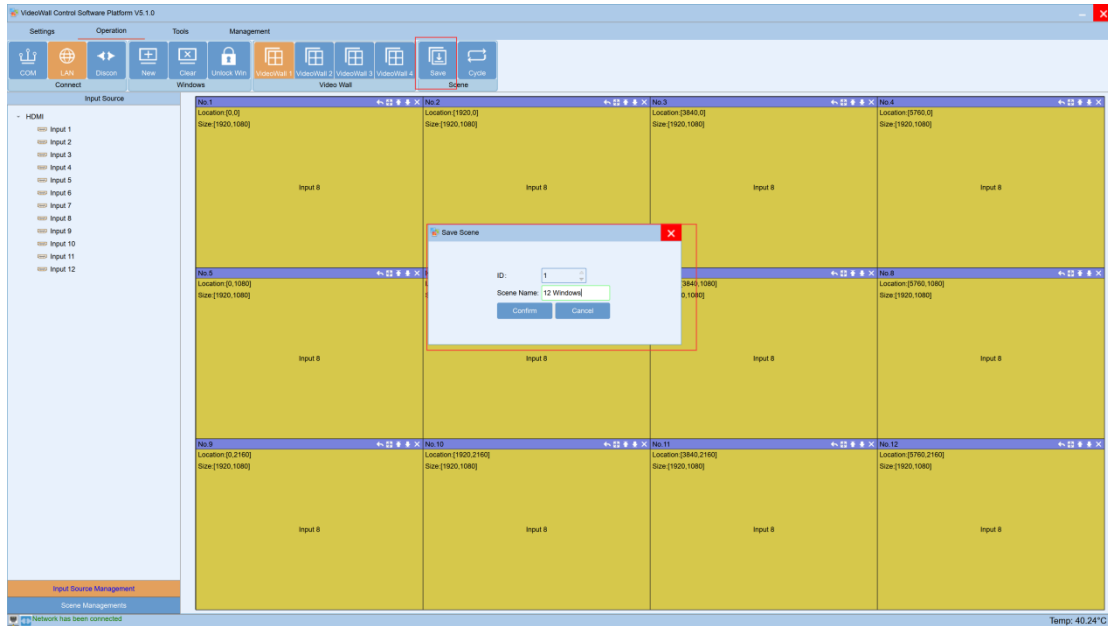 VideoWall Control Software Platform V5.1.0
Settings Operation Tools Management
COM LAN Discon New Clear Unlock Win VideoWall 1 VideoWall 2 VideoWall 3 VideoWall 4 Save Cycle
Connect Windows Video Wall Scene
Input Source
- HDMI
Input 1
Input 2
Input 3
Input 4
Input 5
Input 6
Input 7
Input 8
Input 9
Input 10
Input 11
Input 12
No.1 No.2 No.3 No.4
Location:[0,0] Location:[1920,0] Location:[3840,0] Location:[5760,0]
Size:[1920,1080] Size:[1920,1080] Size:[1920,1080] Size:[1920,1080]
Input 8 Input 8 Input 8 Input 8
Save Scene
ID: 1
Scene Name: 12 Windows
Confirm Cancel
No.5 No.8
Location:[0,1080] [3840,1080] Location:[5760,1080]
Size:[1920,1080] 0,1080] Size:[1920,1080]
Input 8 Input 8 Input 8 Input 8
No.9 No.10 No.11 No.12
Location:[0,2160] Location:[1920,2160] Location:[3840,2160] Location:[5760,2160]
Size:[1920,1080] Size:[1920,1080] Size:[1920,1080] Size:[1920,1080]
Input 8 Input 8 Input 8 Input 8
Input Source Management
Scene Managements
Network has been connected
Temp: 40.24°C